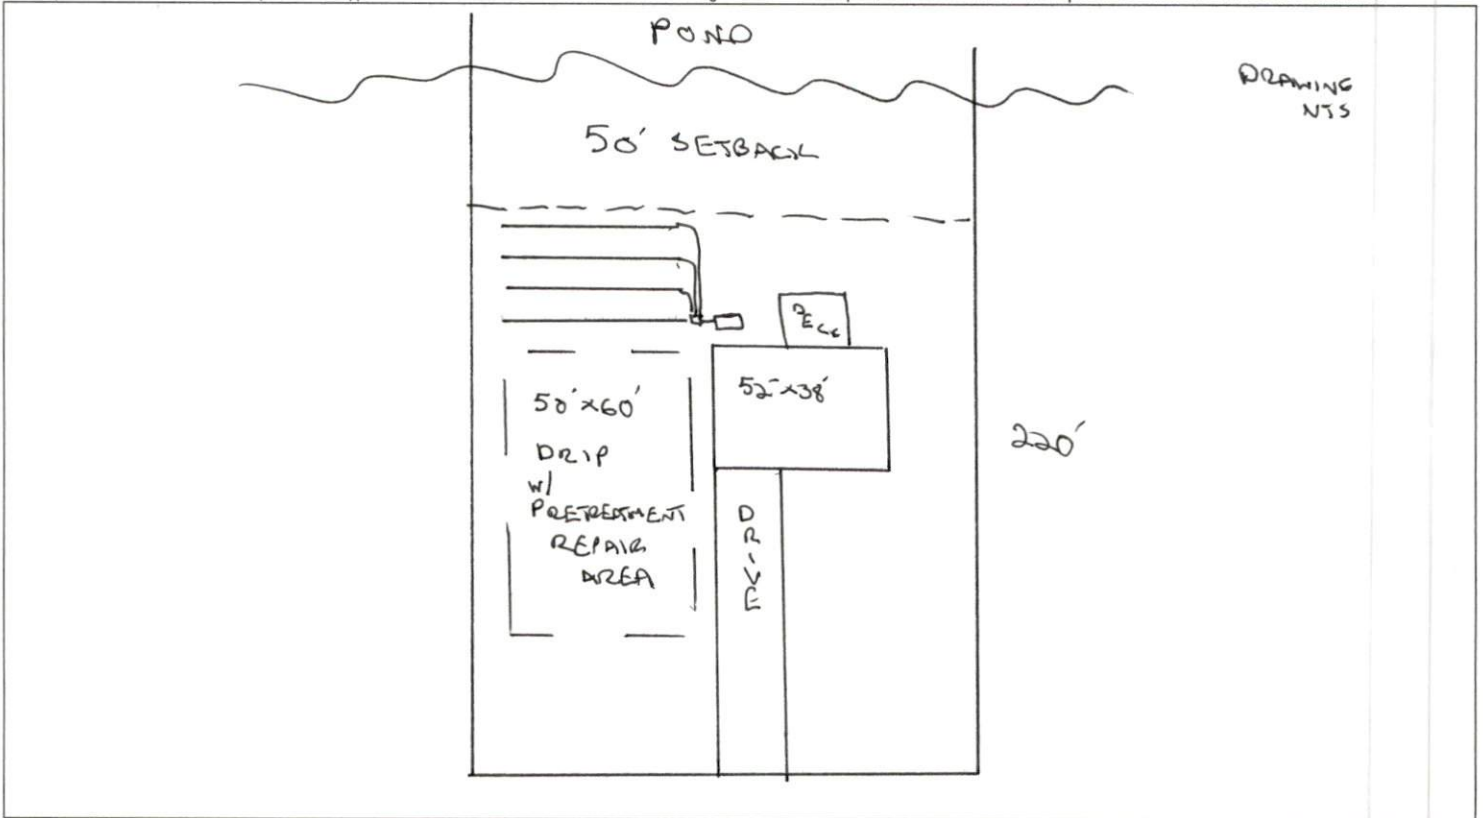 POND
DRAWING
NTS
50' SETBACK
DECK
52'x38'
50'x60'
DRIP
w/
PRETREATMENT
REPAIR
AREA
DRIVE
220'